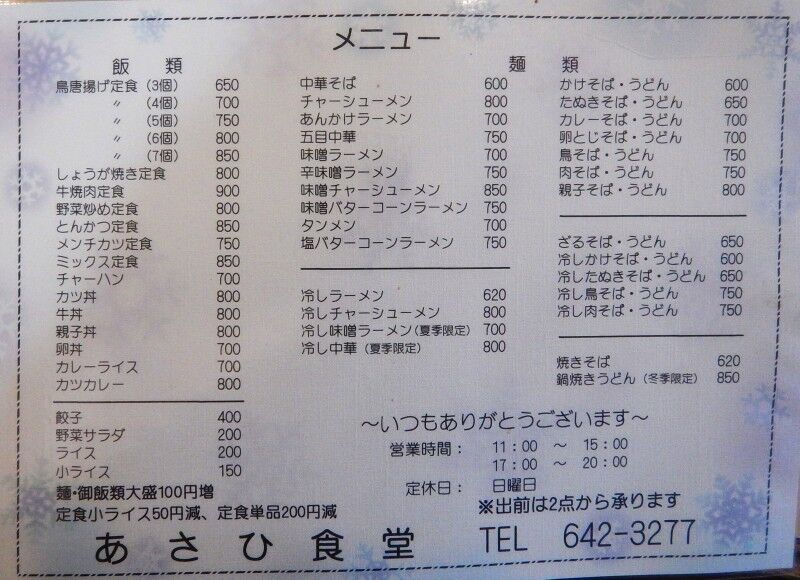 メニュー
飯　類
鳥唐揚げ定食（3個） 650
〃 （4個） 700
〃 （5個） 750
〃 （6個） 800
〃 （7個） 850
しょうが焼き定食 800
牛焼肉定食 900
野菜炒め定食 800
とんかつ定食 850
メンチカツ定食 750
ミックス定食 850
チャーハン 700
カツ丼 800
牛丼 800
親子丼 800
卵丼 700
カレーライス 700
カツカレー 800
餃子 400
野菜サラダ 200
ライス 200
小ライス 150
麺・御飯類大盛100円増
定食小ライス50円減、定食単品200円減
麺　類
中華そば 600
チャーシューメン 800
あんかけラーメン 700
五目中華 750
味噌ラーメン 700
辛味噌ラーメン 750
味噌チャーシューメン 850
味噌バターコーンラーメン 750
タンメン 700
塩バターコーンラーメン 750
冷しラーメン 620
冷しチャーシューメン 800
冷し味噌ラーメン（夏季限定） 700
冷し中華（夏季限定） 800
かけそば・うどん 600
たぬきそば・うどん 650
カレーそば・うどん 700
卵とじそば・うどん 700
鳥そば・うどん 750
肉そば・うどん 750
親子そば・うどん 800
ざるそば・うどん 650
冷しかけそば・うどん 600
冷したぬきそば・うどん 650
冷し鳥そば・うどん 750
冷し肉そば・うどん 750
焼きそば 620
鍋焼きうどん（冬季限定） 850
～いつもありがとうございます～
営業時間： 11：00 ～ 15：00
17：00 ～ 20：00
定休日： 日曜日
※出前は2点から承ります
あさひ食堂 TEL 642-3277